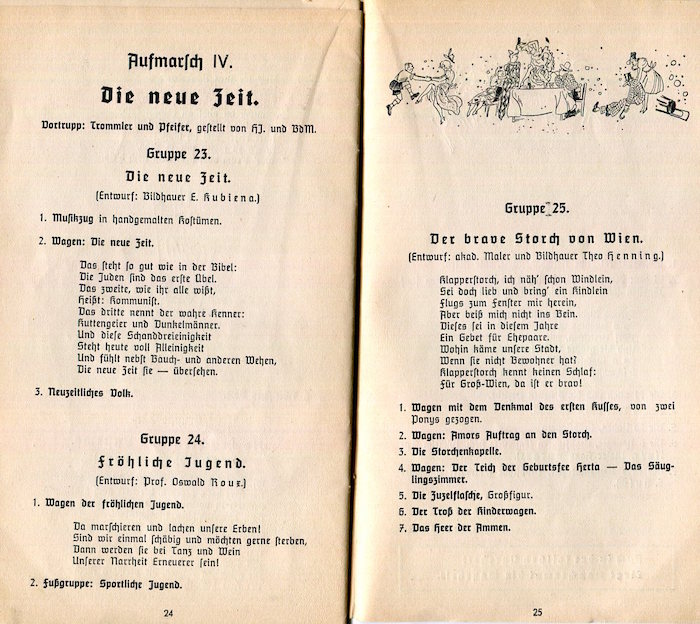 Aufmarsch IV.
Die neue Zeit.
Vortrupp: Trommler und Pfeifer, gestellt von HJ. und BdM.
Gruppe 23.
Die neue Zeit.
(Entwurf: Bildhauer E. Kubiena.)
1. Musikzug in handgemalten Kostümen.
2. Wagen: Die neue Zeit.
Das steht so gut wie in der Bibel:
Die Juden sind das erste Übel.
Das zweite, wie ihr alle wißt,
Heißt: Kommunist.
Das dritte nennt der wahre Kenner:
Kuttengeier und Dunkelmänner.
Und diese Schanddreieinigkeit
Steht heute voll Alleinigkeit
Und fühlt nebst Bauch- und anderen Wehen,
Die neue Zeit sie — übersehen.
3. Neuzeitliches Volk.
Gruppe 24.
Fröhliche Jugend.
(Entwurf: Prof. Oswald Roux.)
1. Wagen der fröhlichen Jugend.
Da marschieren und lachen unsere Erben!
Sind wir einmal schäbig und möchten gerne sterben,
Dann werden sie bei Tanz und Wein
Unserer Narrheit Erneuerer sein!
2. Fußgruppe: Sportliche Jugend.
24
Gruppe 25.
Der brave Storch von Wien.
(Entwurf: akad. Maler und Bildhauer Theo Henning.)
Klapperstorch, ich näh' schon Windlein,
Sei doch lieb und bring' ein Kindlein
Flugs zum Fenster mir herein,
Aber beiß mich nicht ins Bein.
Dieses sei in diesem Jahre
Ein Gebet für Ehepaare.
Wohin käme unsere Stadt,
Wenn sie nicht Bewohner hat?
Klapperstorch kennt keinen Schlaf:
Für Groß-Wien, da ist er brav!
1. Wagen mit dem Denkmal des ersten Kusses, von zwei
Ponys gezogen.
2. Wagen: Amors Auftrag an den Storch.
3. Die Storchenkapelle.
4. Wagen: Der Teich der Geburtsfee Herta — Das Säug-
lingszimmer.
5. Die Zuzelflasche, Großfigur.
6. Der Troß der Kinderwagen.
7. Das Heer der Ammen.
25